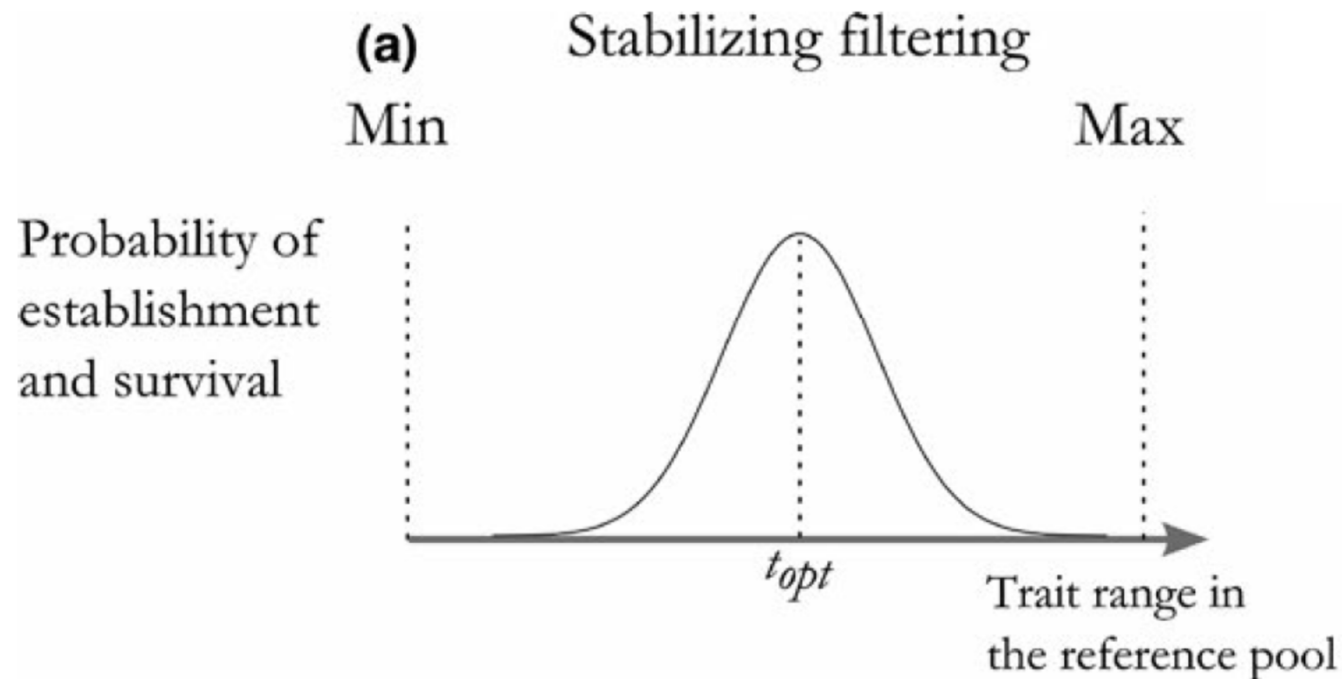 (a) Stabilizing filtering
Min Max
Probability of
establishment
and survival
topt
Trait range in
the reference pool